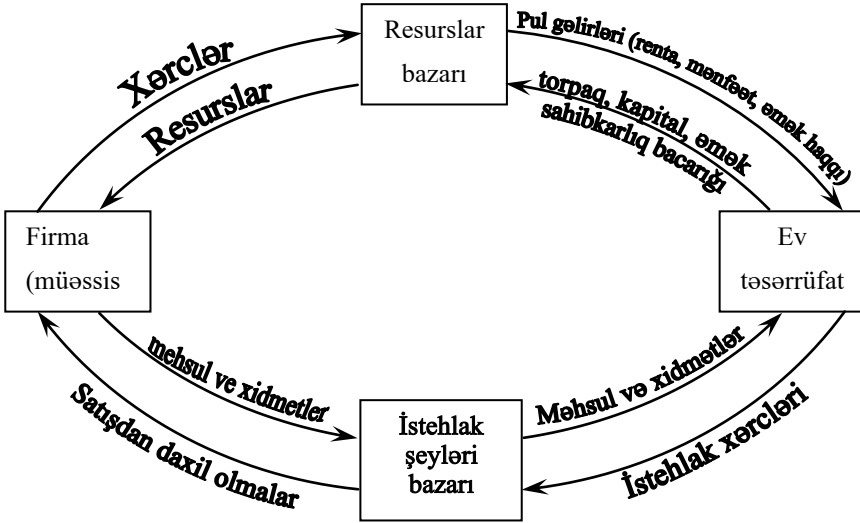 Xərclər
Resurslar
Resurslar
bazarı
Pul gəlirləri (renta, mənfəət, əmək haqqı)
torpaq, kapital, əmək
sahibkarlıq bacarığı
Firma
(müəssis
Ev
təsərrüfat
mehsul ve xidmetler
Satışdan daxil olmalar
İstehlak
şeyləri
bazarı
Məhsul və xidmətlər
İstehlak xərcləri